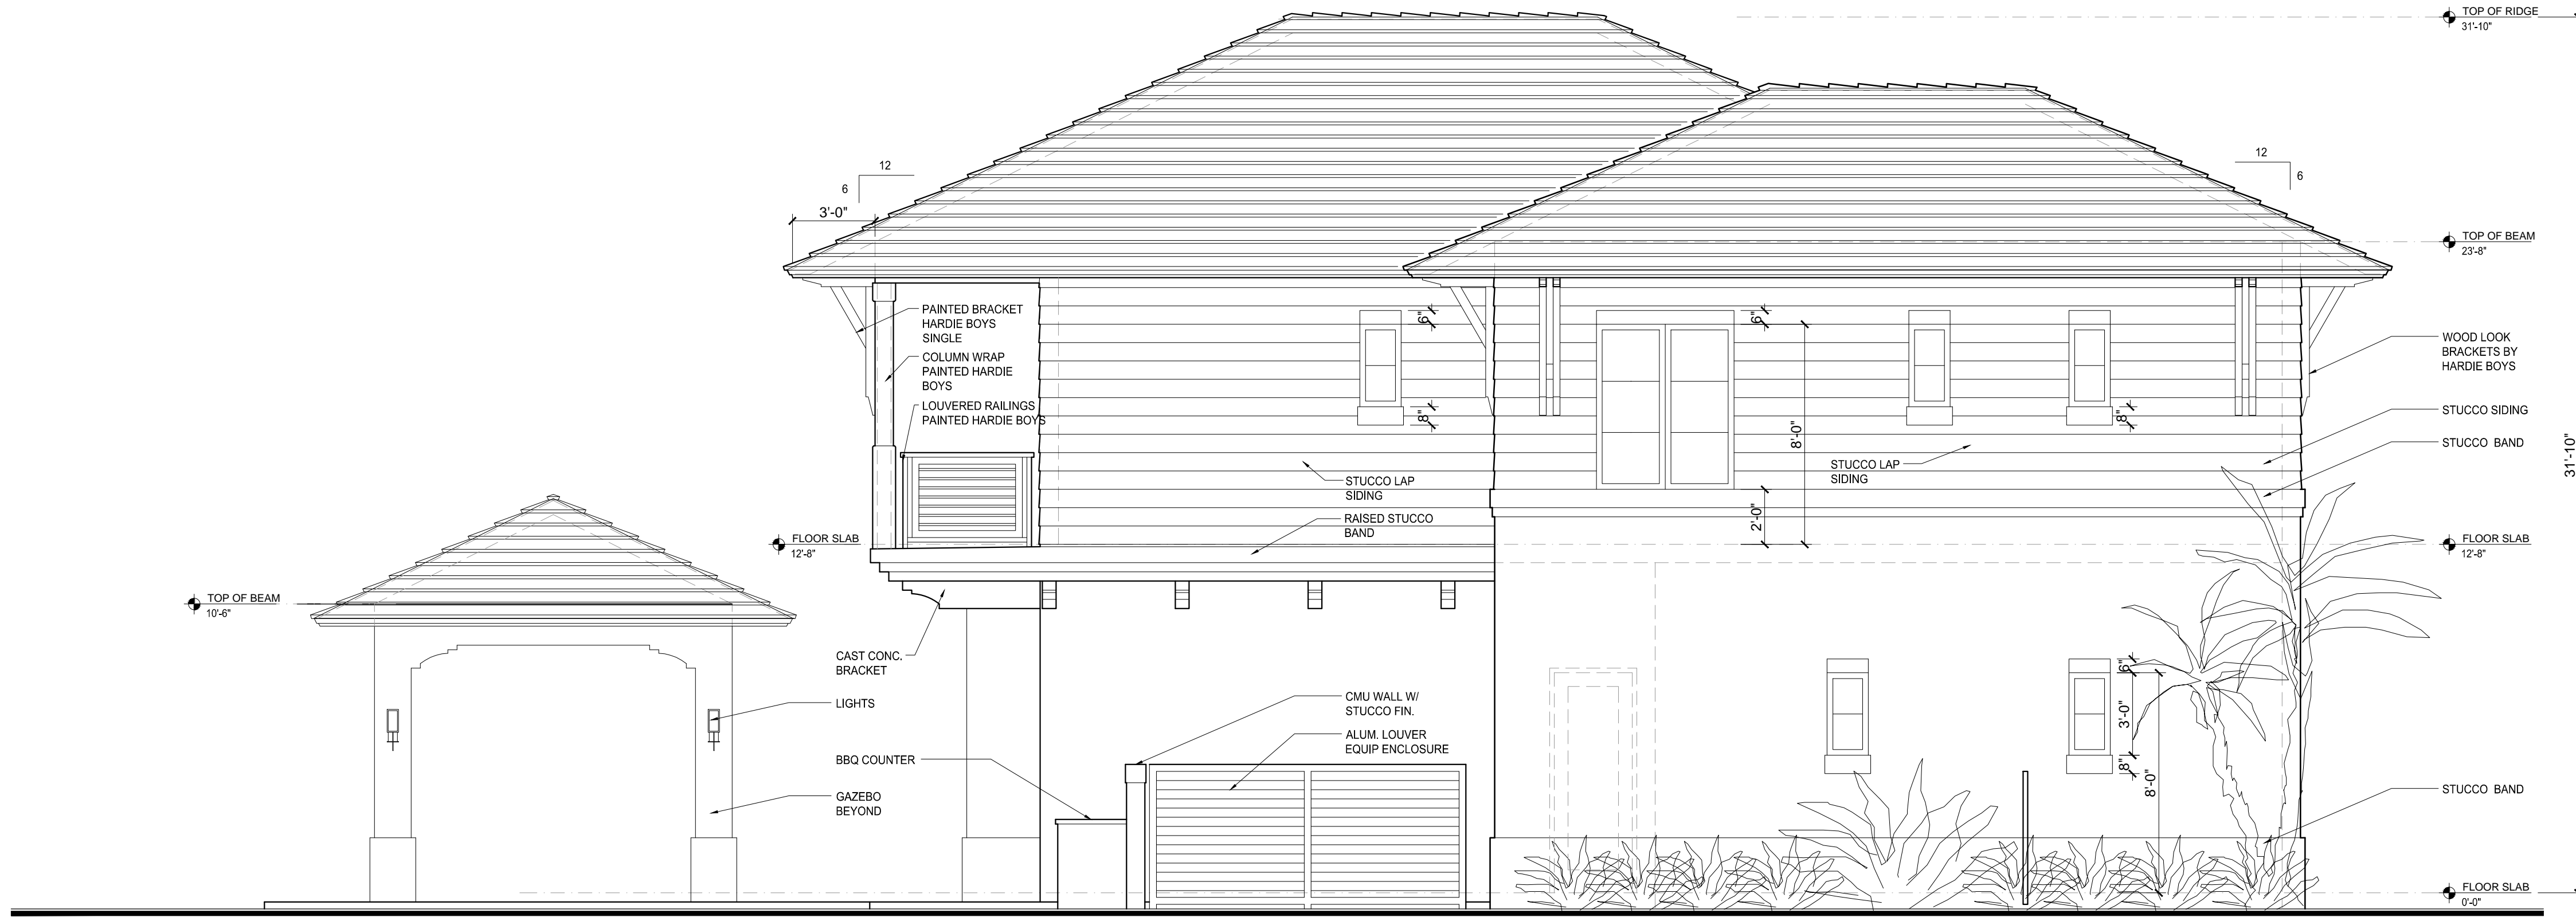 TOP OF RIDGE
31'-10"
12
6
3'-0"
12
6
TOP OF BEAM
23'-8"
PAINTED BRACKET
HARDIE BOYS
SINGLE
COLUMN WRAP
PAINTED HARDIE
BOYS
LOUVERED RAILINGS
PAINTED HARDIE BOYS
6"
8"
6"
8'-0"
2'-0"
8"
WOOD LOOK
BRACKETS BY
HARDIE BOYS
STUCCO SIDING
STUCCO BAND
31'-10"
STUCCO LAP
SIDING
STUCCO LAP
SIDING
RAISED STUCCO
BAND
FLOOR SLAB
12'-8"
FLOOR SLAB
12'-8"
TOP OF BEAM
10'-6"
CAST CONC.
BRACKET
LIGHTS
BBQ COUNTER
GAZEBO
BEYOND
CMU WALL W/
STUCCO FIN.
ALUM. LOUVER
EQUIP ENCLOSURE
6"
3'-0"
8"
8'-0"
STUCCO BAND
FLOOR SLAB
0'-0"